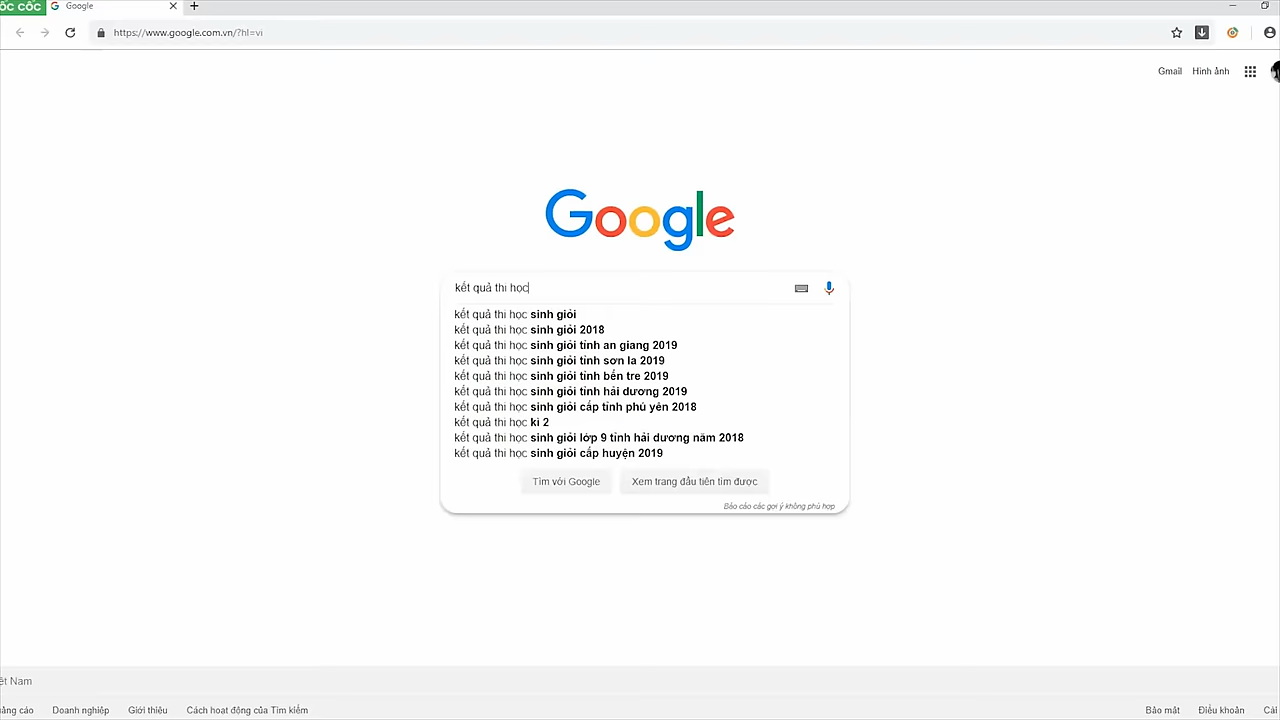 ỐC CỐC
Google
https://www.google.com.vn/?hl=vi
Gmail Hình ảnh
Google
kết quả thi học
kết quả thi học sinh giỏi
kết quả thi học sinh giỏi 2018
kết quả thi học sinh giỏi tỉnh an giang 2019
kết quả thi học sinh giỏi tỉnh sơn la 2019
kết quả thi học sinh giỏi tỉnh bến tre 2019
kết quả thi học sinh giỏi tỉnh hải dương 2019
kết quả thi học sinh giỏi cấp tỉnh phú yên 2018
kết quả thi học kì 2
kết quả thi học sinh giỏi lớp 9 tỉnh hải dương năm 2018
kết quả thi học sinh giỏi cấp huyện 2019
Tìm với Google Xem trang đầu tiên tìm được
Báo cáo các gợi ý không phù hợp
ệt Nam
uảng cáo Doanh nghiệp Giới thiệu Cách hoạt động của Tìm kiếm Bảo mật Điều khoản Cài